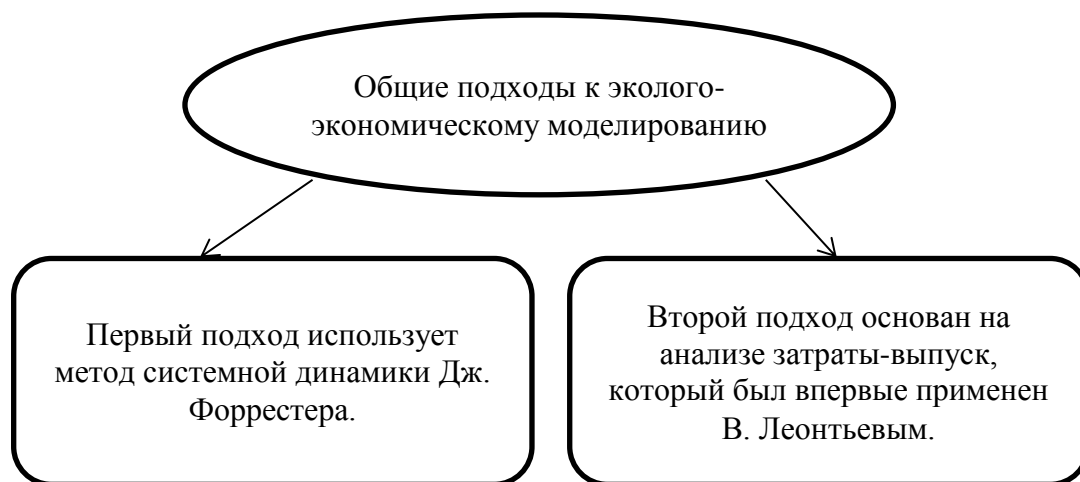 Общие подходы к эколого-
экономическому моделированию
Первый подход использует
метод системной динамики Дж.
Форрестера.
Второй подход основан на
анализе затраты-выпуск,
который был впервые применен
В. Леонтьевым.